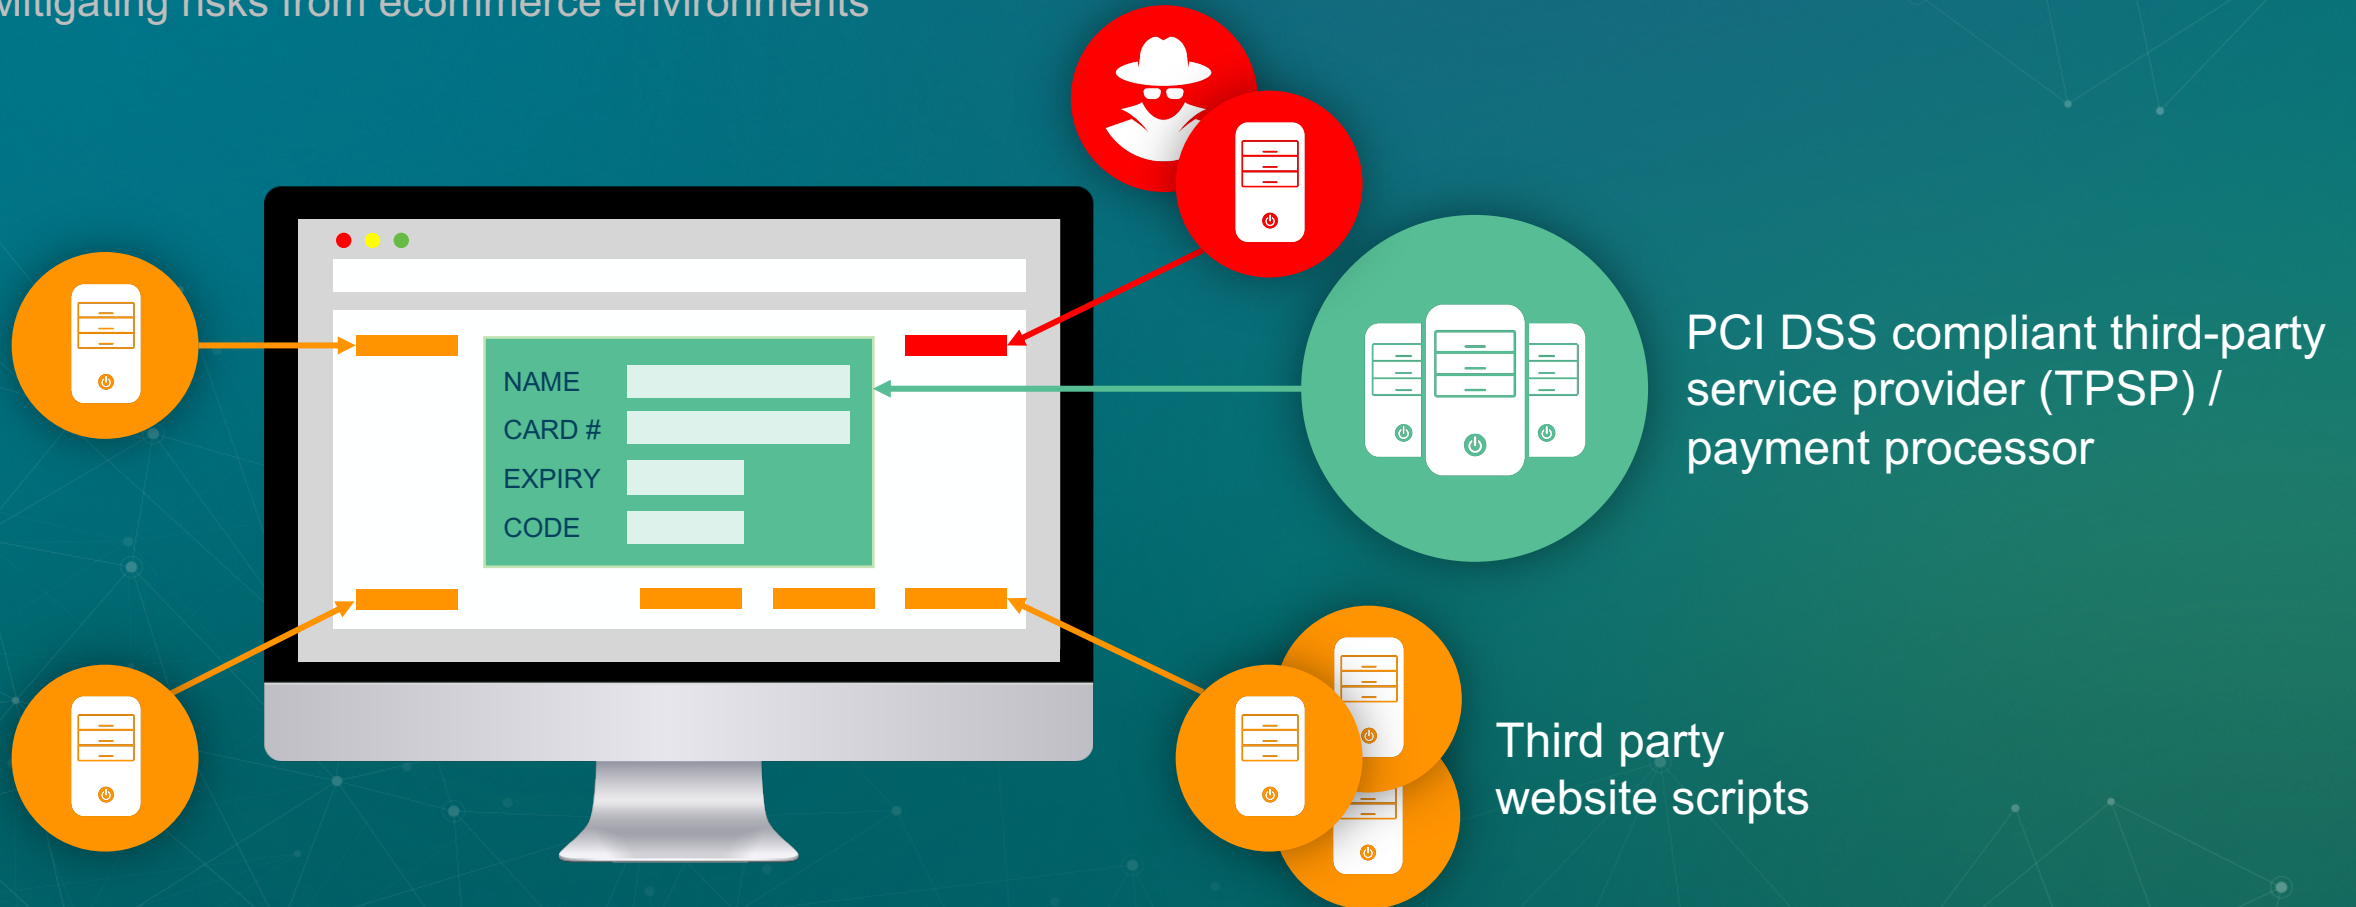 Mitigating risks from ecommerce environments
NAME
CARD #
EXPIRY
CODE
PCI DSS compliant third-party
service provider (TPSP) /
payment processor
Third party
website scripts